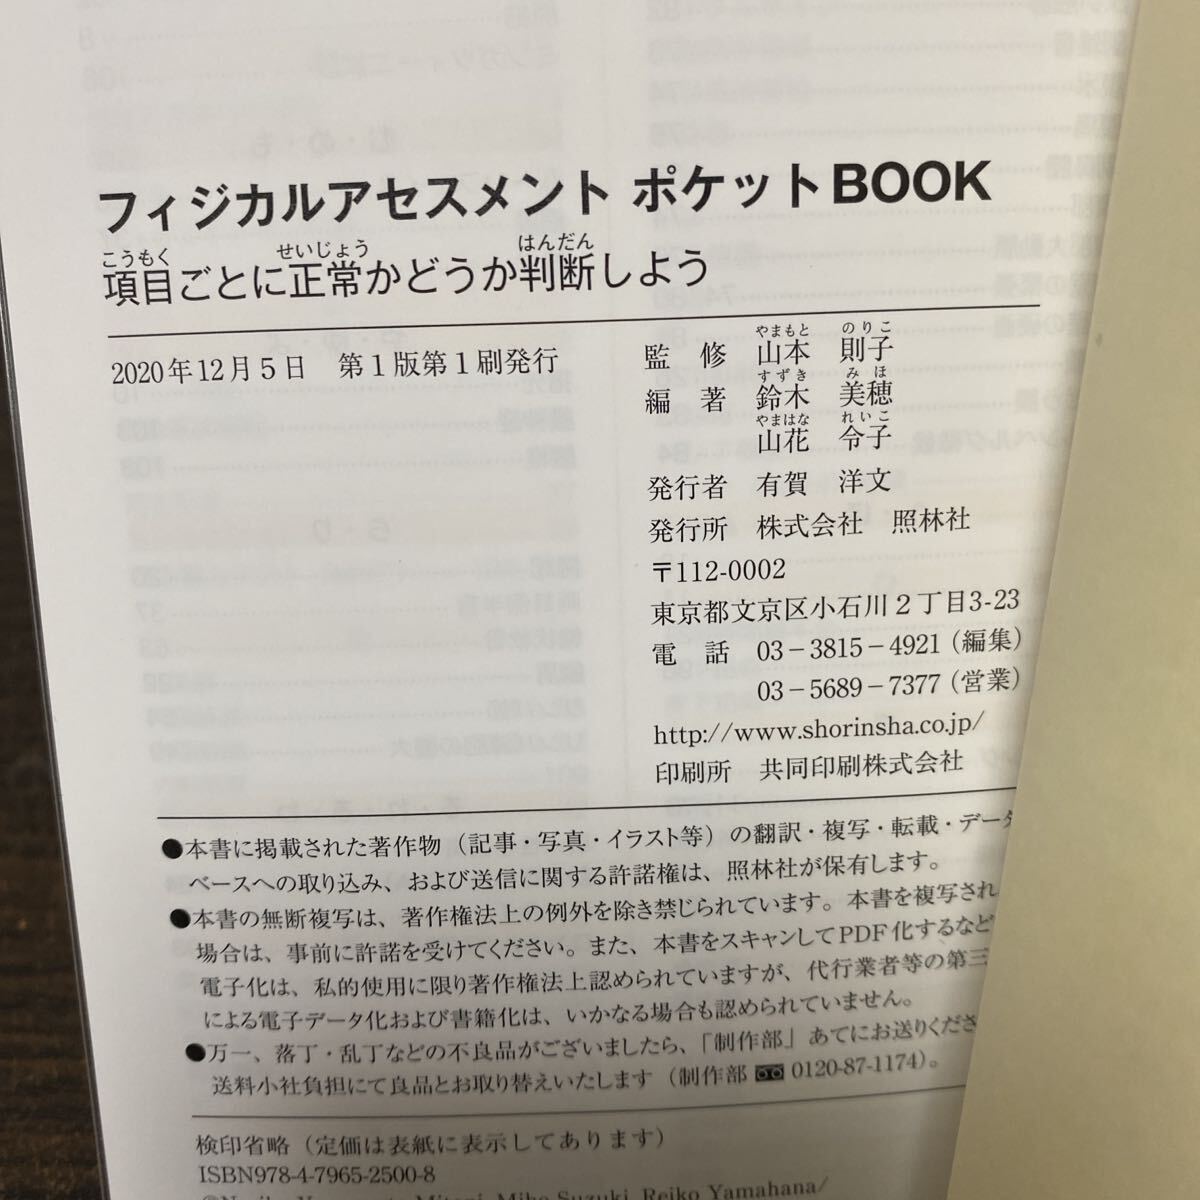 フィジカルアセスメント ポケットBOOK
こうもく せいじょう はんだん
項目ごとに正常かどうか判断しよう
2020年12月5日 第1版第1刷発行
やまもと のりこ
監 修 山本 則子
すずき みほ
編 著 鈴木 美穂
やまはな れいこ
山花 令子
発行者 有賀 洋文
発行所 株式会社 照林社
〒112-0002
東京都文京区小石川2丁目3-23
電 話 03-3815-4921(編集)
03-5689-7377(営業)
http://www.shorinsha.co.jp/
印刷所 共同印刷株式会社
●本書に掲載された著作物(記事・写真・イラスト等)の翻訳・複写・転載・データ
ベースへの取り込み、および送信に関する許諾権は、照林社が保有します。
●本書の無断複写は、著作権法上の例外を除き禁じられています。本書を複写され
場合は、事前に許諾を受けてください。また、本書をスキャンしてPDF化するなど
電子化は、私的使用に限り著作権法上認められていますが、代行業者等の第三
による電子データ化および書籍化は、いかなる場合も認められていません。
●万一、落丁・乱丁などの不良品がございましたら、「制作部」あてにお送りくださ
送料小社負担にて良品とお取り替えいたします(制作部 0120-87-1174)。
検印省略(定価は表紙に表示してあります)
ISBN978-4-7965-2500-8
Miho Suzuki, Reiko Yamahana/